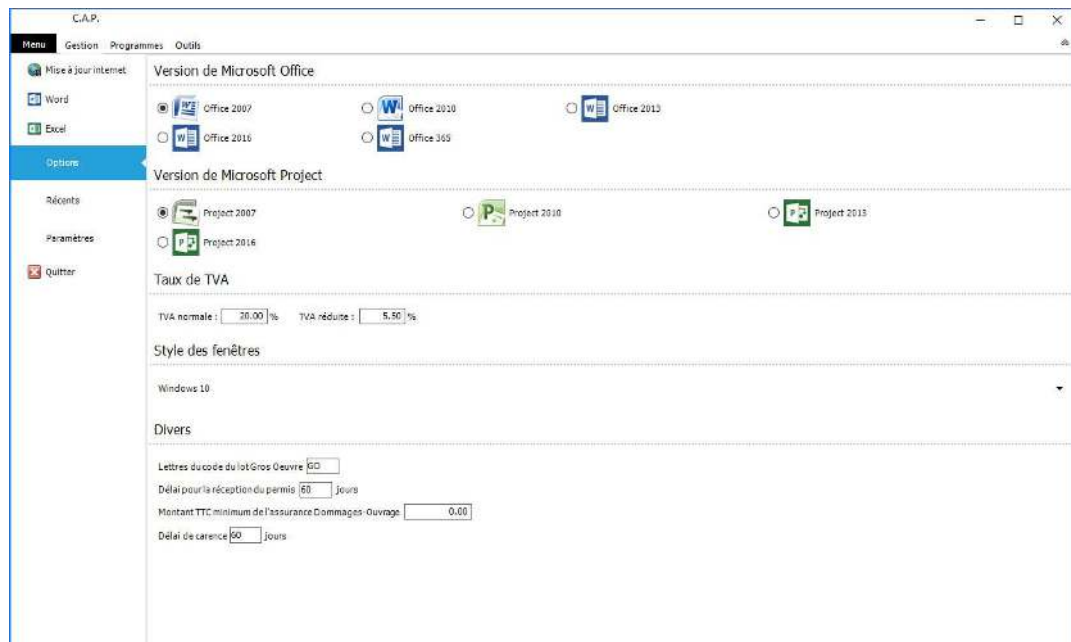 C.A.P.
Menu Gestion Programmes Outils
Mise à jour internet
Word
Excel
Options
Récents
Paramètres
Quitter
Version de Microsoft Office
Office 2007 Office 2010 Office 2013
Office 2016 Office 365
Version de Microsoft Project
Project 2007 Project 2010 Project 2013
Project 2016
Taux de TVA
TVA normale : 20.00 % TVA réduite : 5.50 %
Style des fenêtres
Windows 10
Divers
Lettres du code du lot Gros Oeuvre GO
Délai pour la réception du permis 60 jours
Montant TTC minimum de l'assurance Dommages-Ouvrage 0.00
Délai de carence 60 jours